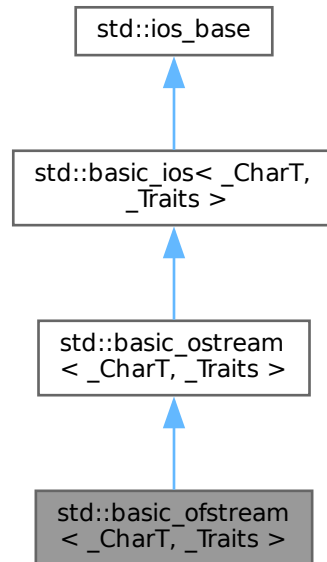 std::ios_base
std::basic_ios< _CharT,
_Traits >
std::basic_ostream
< _CharT, _Traits >
std::basic_ofstream
< _CharT, _Traits >